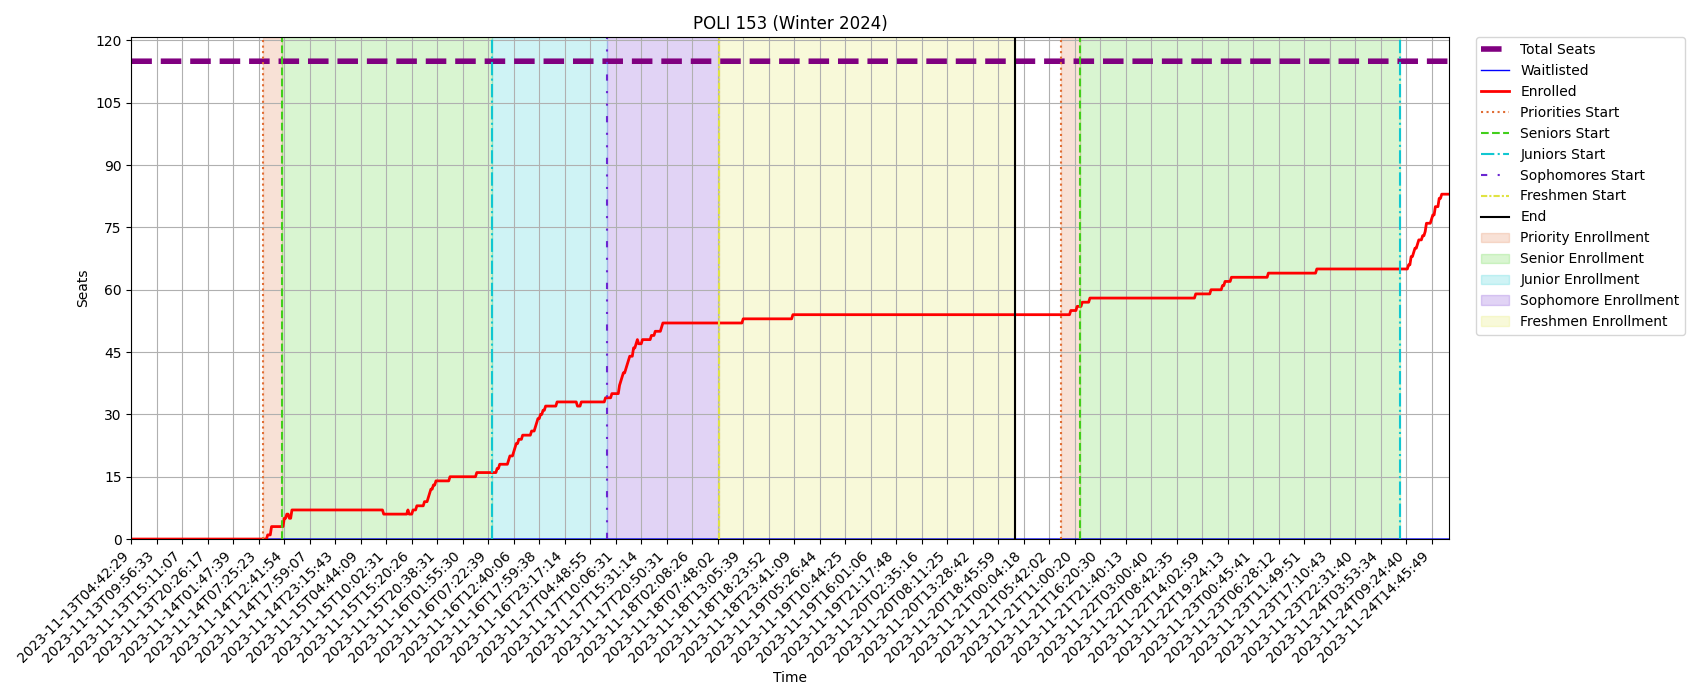 POLI 153 (Winter 2024)
120
105
90
75
60
45
30
15
0
Seats
2023-11-13T04:42:29
2023-11-13T09:56:33
2023-11-13T15:11:07
2023-11-13T20:26:17
2023-11-14T01:47:39
2023-11-14T07:25:23
2023-11-14T12:41:54
2023-11-14T17:59:07
2023-11-14T23:15:43
2023-11-15T04:44:09
2023-11-15T10:02:31
2023-11-15T15:20:26
2023-11-15T20:38:31
2023-11-16T01:55:30
2023-11-16T07:22:39
2023-11-16T12:40:06
2023-11-16T17:59:38
2023-11-16T23:17:14
2023-11-17T04:48:55
2023-11-17T10:06:31
2023-11-17T15:31:14
2023-11-17T20:50:31
2023-11-18T02:08:26
2023-11-18T07:48:02
2023-11-18T13:05:39
2023-11-18T18:23:52
2023-11-18T23:41:09
2023-11-19T05:26:44
2023-11-19T10:44:25
2023-11-19T16:01:06
2023-11-19T21:17:48
2023-11-20T02:35:16
2023-11-20T08:11:25
2023-11-20T13:28:42
2023-11-20T18:45:59
2023-11-21T00:04:18
2023-11-21T05:42:02
2023-11-21T11:00:20
2023-11-21T16:20:30
2023-11-21T21:40:13
2023-11-22T03:00:40
2023-11-22T08:42:35
2023-11-22T14:02:59
2023-11-22T19:24:13
2023-11-23T00:45:41
2023-11-23T06:28:12
2023-11-23T11:49:51
2023-11-23T17:10:43
2023-11-23T22:31:40
2023-11-24T03:53:34
2023-11-24T09:24:40
2023-11-24T14:45:49
Time
Total Seats
Waitlisted
Enrolled
Priorities Start
Seniors Start
Juniors Start
Sophomores Start
Freshmen Start
End
Priority Enrollment
Senior Enrollment
Junior Enrollment
Sophomore Enrollment
Freshmen Enrollment